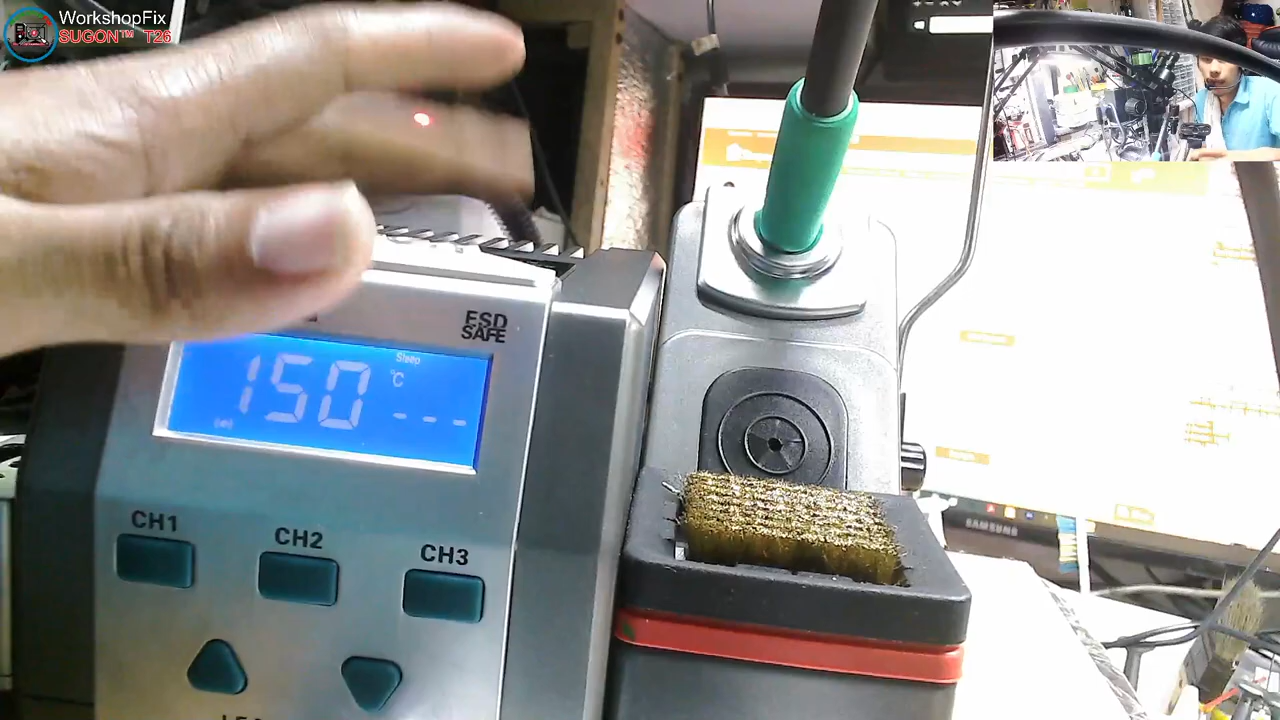 WorkshopFix
SUGON™ T26
ESD
SAFE
Sleep
150 °C
- - -
CH1
CH2
CH3
SAMSUNG